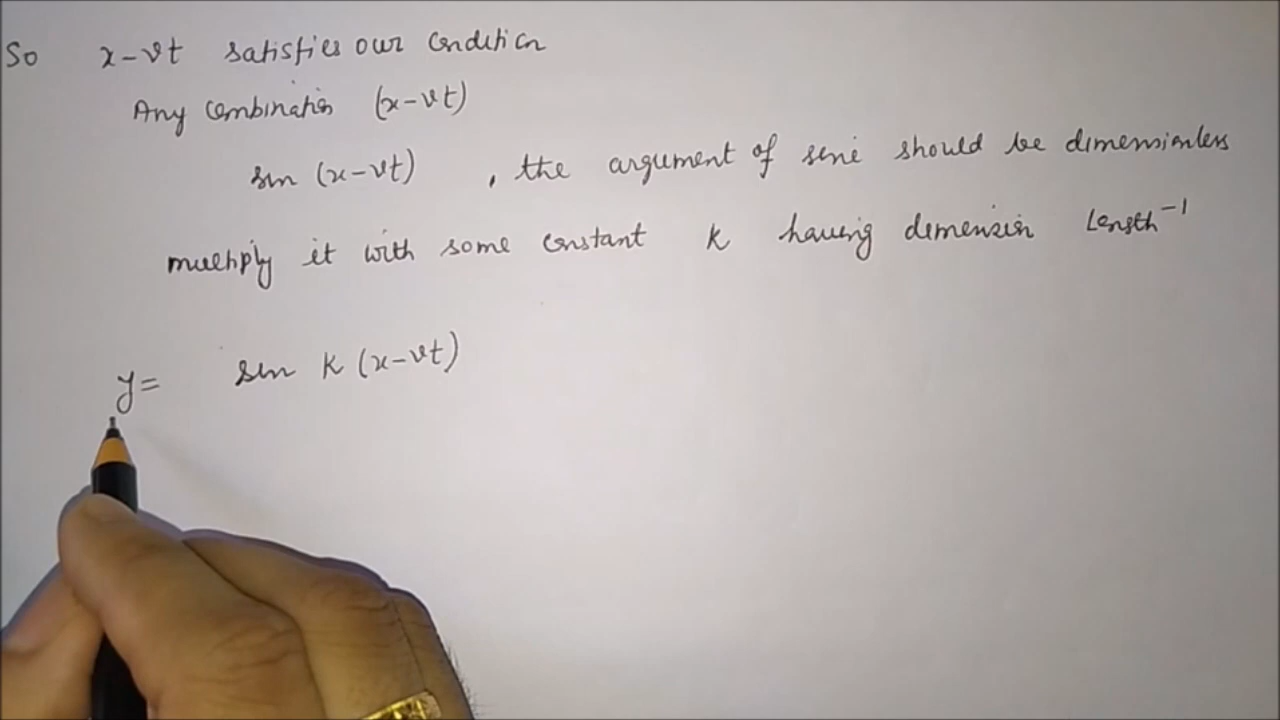 So x-vt satisfies our condition
Any combination (x-vt)
sin (x-vt) , the argument of sine should be dimensionless
multiply it with some constant k having dimension Length⁻¹
y= sin k (x-vt)